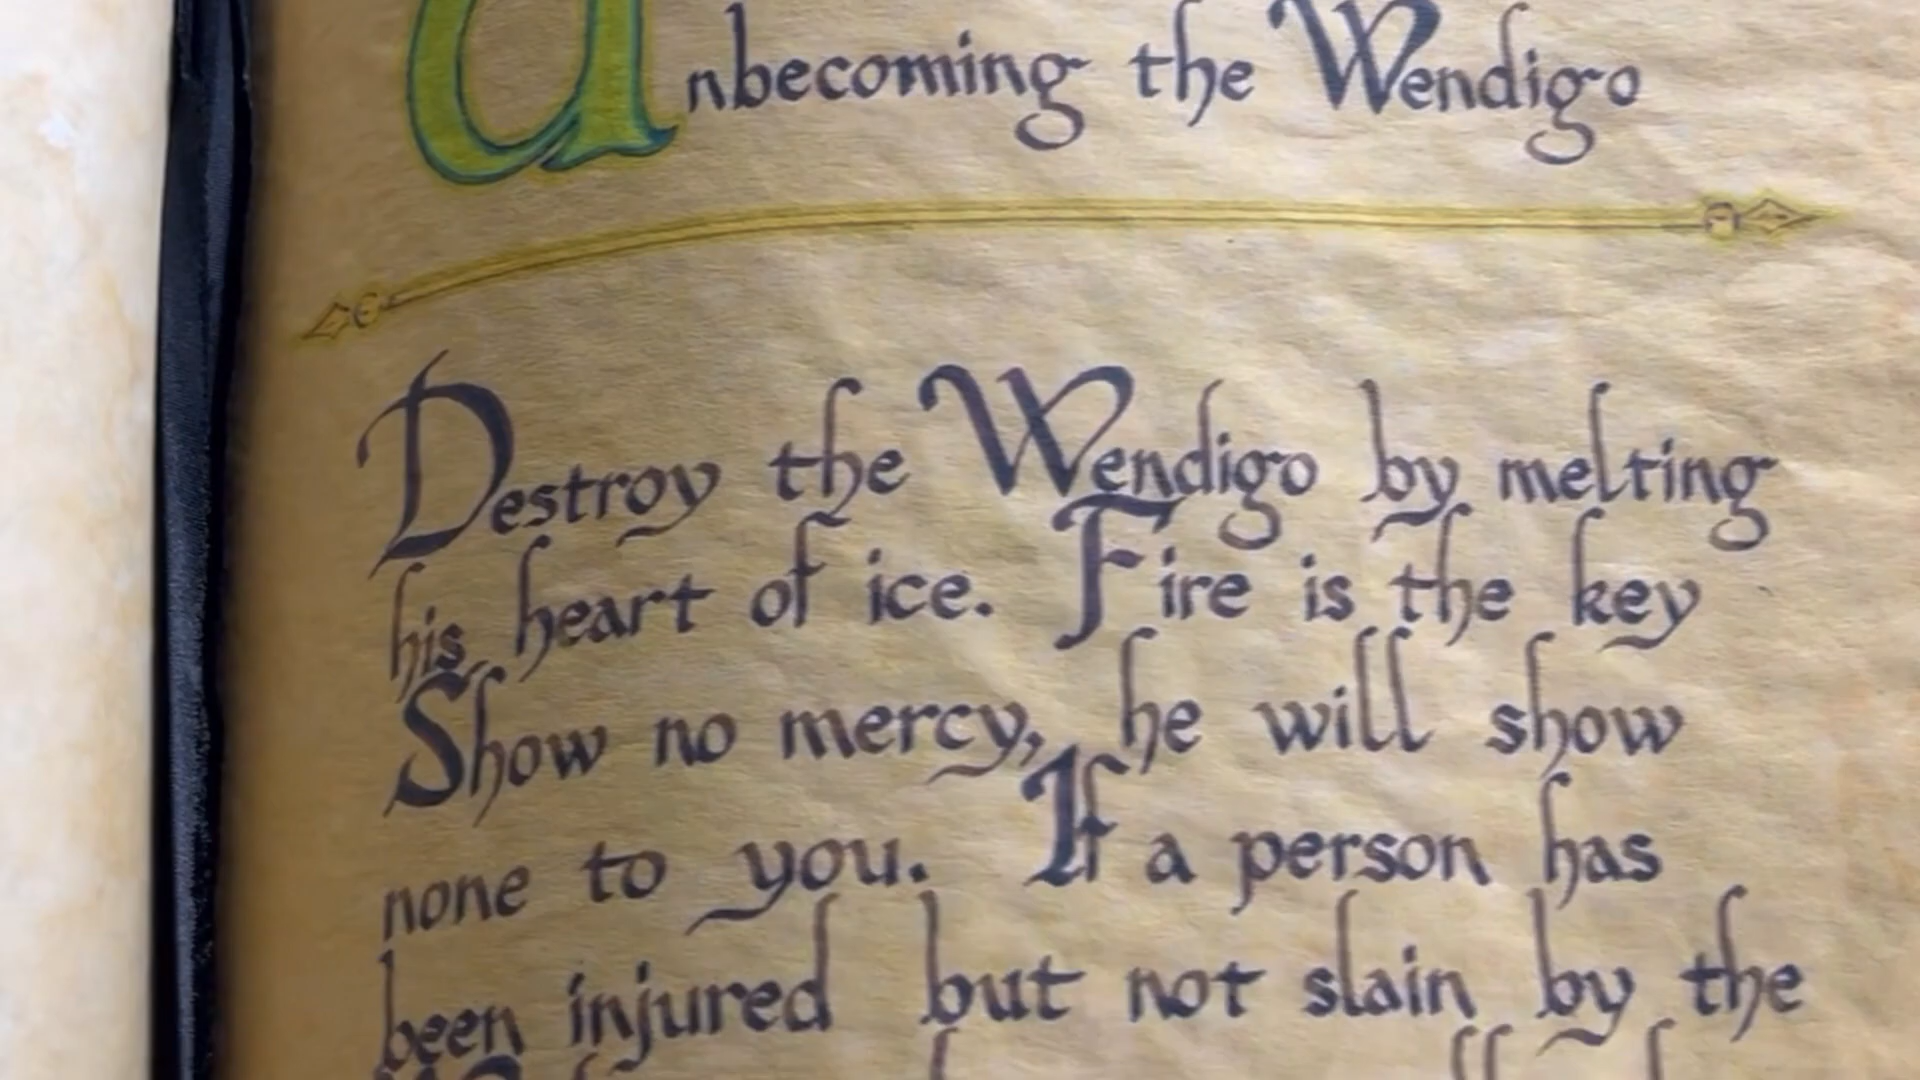 Unbecoming the Wendigo
Destroy the Wendigo by melting
his heart of ice. Fire is the key
Show no mercy, he will show
none to you. If a person has
been injured but not slain by the